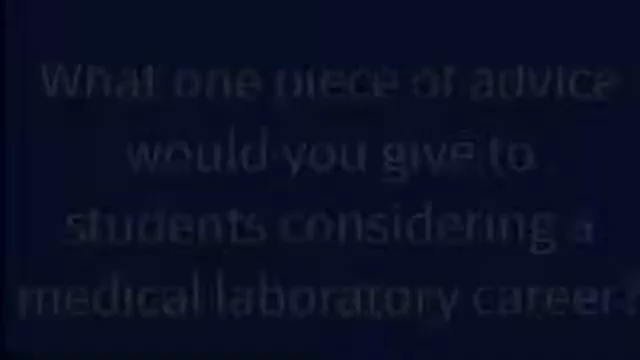 What one piece of advice
would you give to
students considering a
medical laboratory career?